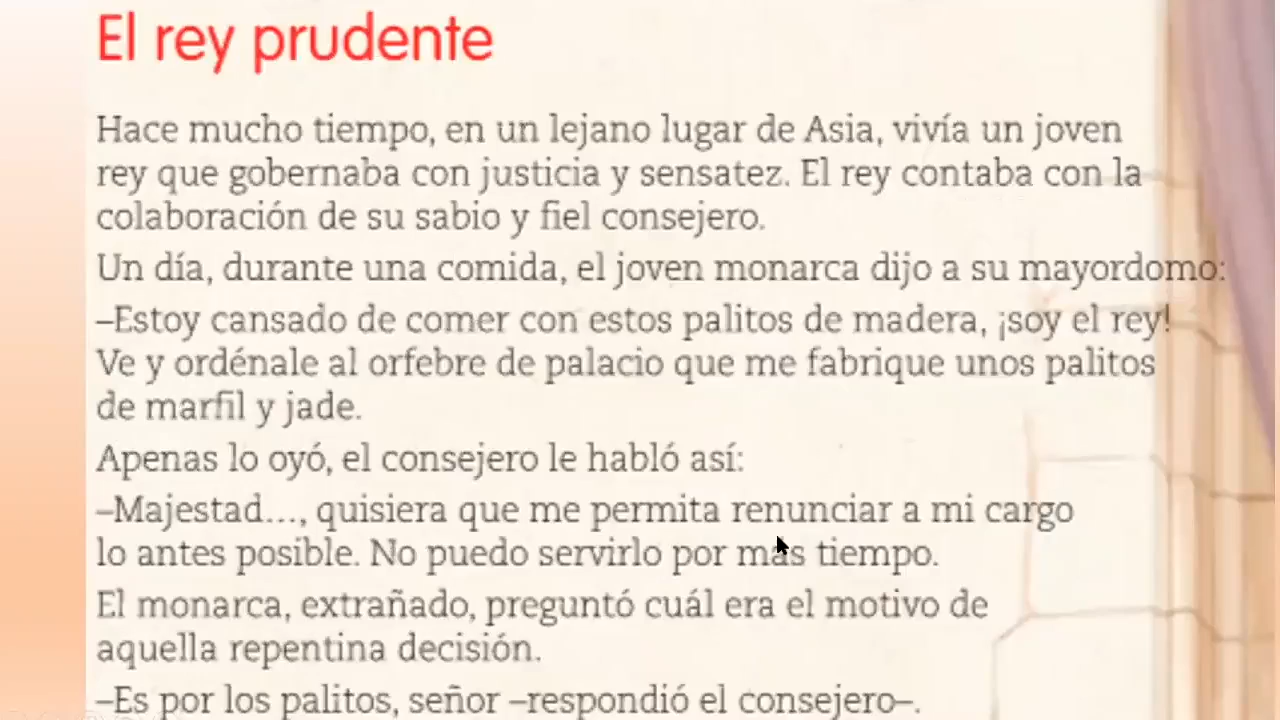 El rey prudente
Hace mucho tiempo, en un lejano lugar de Asia, vivía un joven
rey que gobernaba con justicia y sensatez. El rey contaba con la
colaboración de su sabio y fiel consejero.
Un día, durante una comida, el joven monarca dijo a su mayordomo:
–Estoy cansado de comer con estos palitos de madera, ¡soy el rey!
Ve y ordénale al orfebre de palacio que me fabrique unos palitos
de marfil y jade.
Apenas lo oyó, el consejero le habló así:
–Majestad..., quisiera que me permita renunciar a mi cargo
lo antes posible. No puedo servirlo por más tiempo.
El monarca, extrañado, preguntó cuál era el motivo de
aquella repentina decisión.
–Es por los palitos, señor –respondió el consejero–.